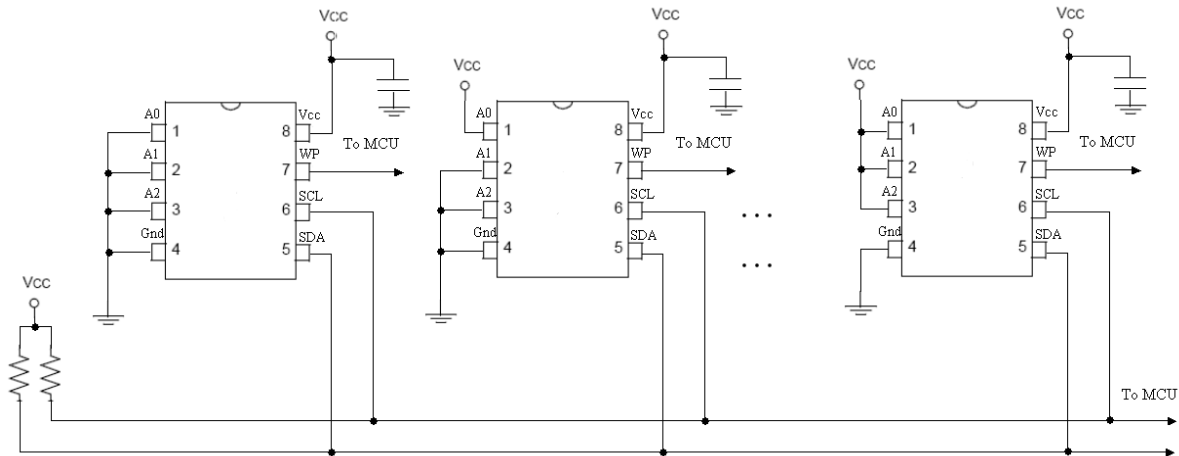 Vcc
Vcc
Vcc
Vcc
Vcc
A0 1 8 Vcc
A1 2 7 WP
A2 3 6 SCL
Gnd 4 5 SDA
To MCU
A0 1 8 Vcc
A1 2 7 WP
A2 3 6 SCL
Gnd 4 5 SDA
To MCU
...
...
A0 1 8 Vcc
A1 2 7 WP
A2 3 6 SCL
Gnd 4 5 SDA
To MCU
Vcc
To MCU